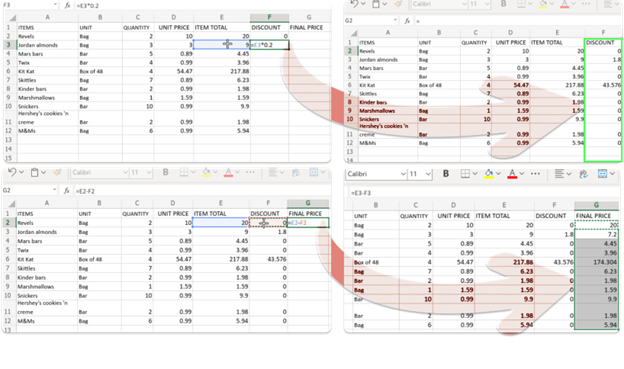 F3 fx =E3*0.2
A B C D E F G
1 ITEMS UNIT QUANTITY UNIT PRICE ITEM TOTAL DISCOUNT FINAL PRICE
2 Revels Bag 2 10 20 0
3 Jordan almonds Bag 3 3 9 =E3*0.2
4 Mars bars Bar 5 0.89 4.45
5 Twix Bar 4 0.99 3.96
6 Kit Kat Box of 48 4 54.47 217.88
7 Skittles Bag 7 0.89 6.23
8 Kinder bars Bar 2 0.99 1.98
9 Marshmallows Bag 1 1.59 1.59
10 Snickers Bar 10 0.99 9.9
Hershey's cookies 'n
11 creme Bar 2 0.99 1.98
12 M&Ms Bag 6 0.99 5.94
13
14
15
G2 fx =
A B C D E F
1 ITEMS UNIT QUANTITY UNIT PRICE ITEM TOTAL DISCOUNT
2 Revels Bag 2 10 20 0
3 Jordan almonds Bag 3 3 9 1.8
4 Mars bars Bar 5 0.89 4.45 0
5 Twix Bar 4 0.99 3.96 0
6 Kit Kat Box of 48 4 54.47 217.88 43.576
7 Skittles Bag 7 0.89 6.23 0
8 Kinder bars Bar 2 0.99 1.98 0
9 Marshmallows Bag 1 1.59 1.59 0
10 Snickers Bar 10 0.99 9.9 0
Hershey's cookies 'n
11 creme Bar 2 0.99 1.98 0
12 M&Ms Bag 6 0.99 5.94 0
13
14
Calibri 11 B A
G2 fx =E2-F2
A B C D E F G
1 ITEMS UNIT QUANTITY UNIT PRICE ITEM TOTAL DISCOUNT FINAL PRICE
2 Revels Bag 2 10 20 0 =E2-F2
3 Jordan almonds Bag 3 3 9 1.8
4 Mars bars Bar 5 0.89 4.45 0
5 Twix Bar 4 0.99 3.96 0
6 Kit Kat Box of 48 4 54.47 217.88 43.576
7 Skittles Bag 7 0.89 6.23 0
8 Kinder bars Bar 2 0.99 1.98 0
9 Marshmallows Bag 1 1.59 1.59 0
10 Snickers Bar 10 0.99 9.9 0
Hershey's cookies 'n
11 creme Bar 2 0.99 1.98 0
12 M&Ms Bag 6 0.99 5.94 0
13
Calibri 11 B A
=E3-F3
B C D E F G
UNIT QUANTITY UNIT PRICE ITEM TOTAL DISCOUNT FINAL PRICE
Bag 2 10 20 0 20
Bag 3 3 9 1.8 7.2
Bar 5 0.89 4.45 0 4.45
Bar 4 0.99 3.96 0 3.96
Box of 48 4 54.47 217.88 43.576 174.304
Bag 7 0.89 6.23 0 6.23
Bar 2 0.99 1.98 0 1.98
Bag 1 1.59 1.59 0 1.59
Bar 10 0.99 9.9 0 9.9
Bar 2 0.99 1.98 0 1.98
Bag 6 0.99 5.94 0 5.94